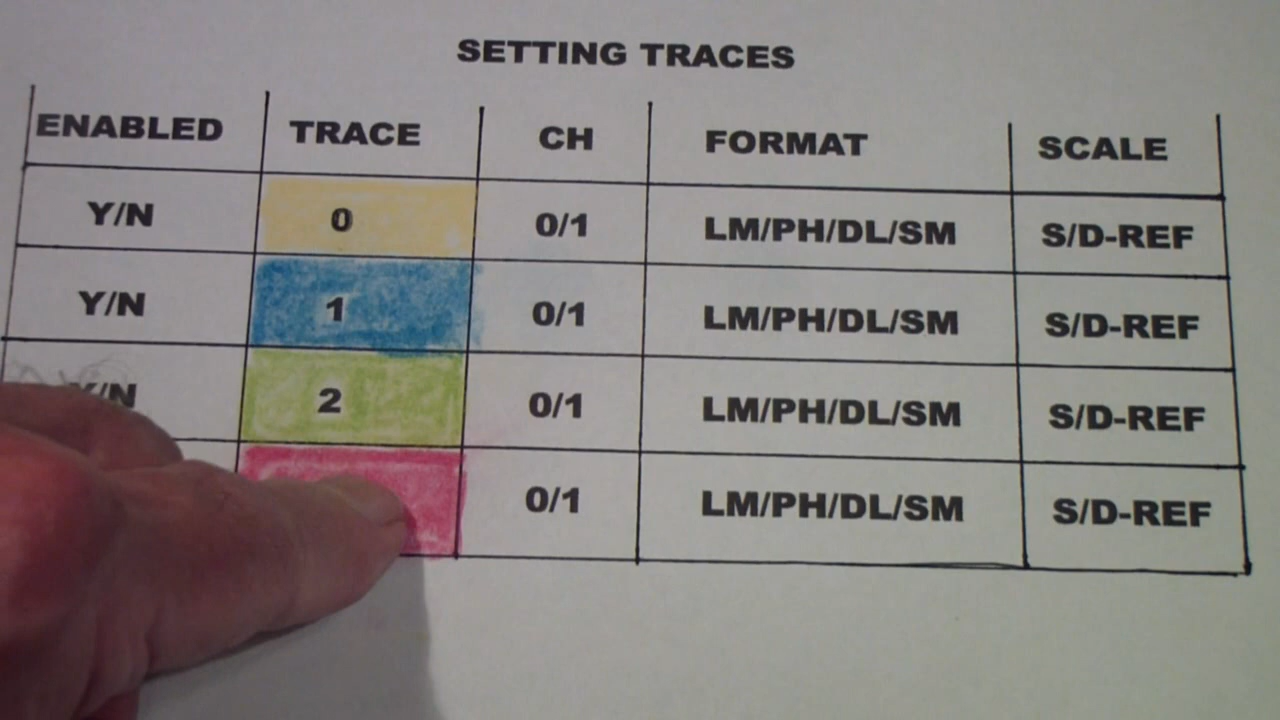 SETTING TRACES
ENABLED TRACE CH FORMAT SCALE
Y/N 0 0/1 LM/PH/DL/SM S/D-REF
Y/N 1 0/1 LM/PH/DL/SM S/D-REF
Y/N 2 0/1 LM/PH/DL/SM S/D-REF
0/1 LM/PH/DL/SM S/D-REF